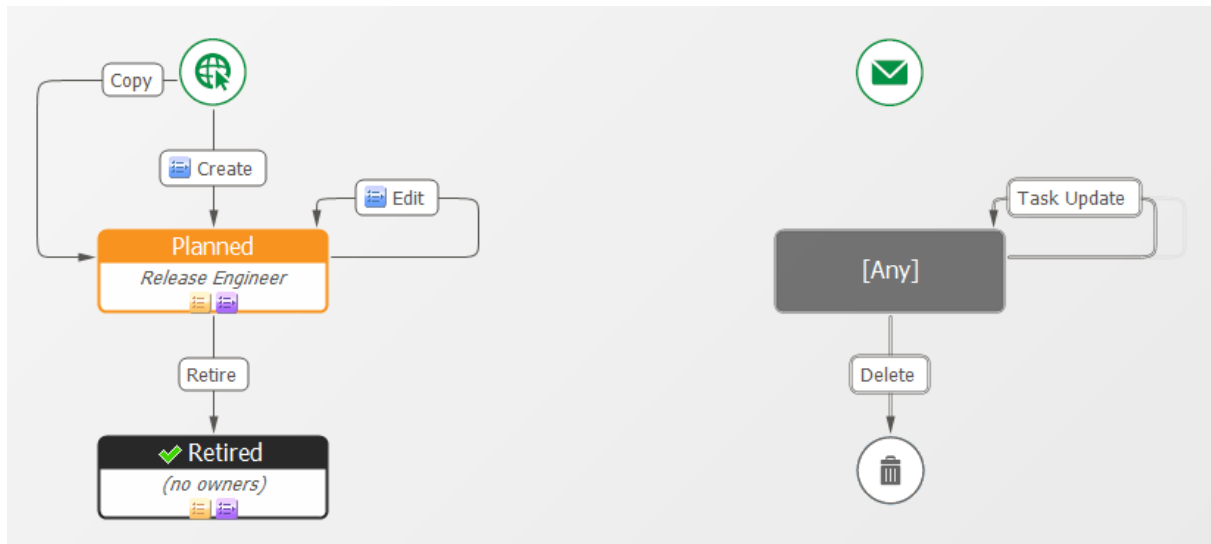 Copy
Create
Edit
Planned
Release Engineer
Retire
Retired
(no owners)
Task Update
[Any]
Delete